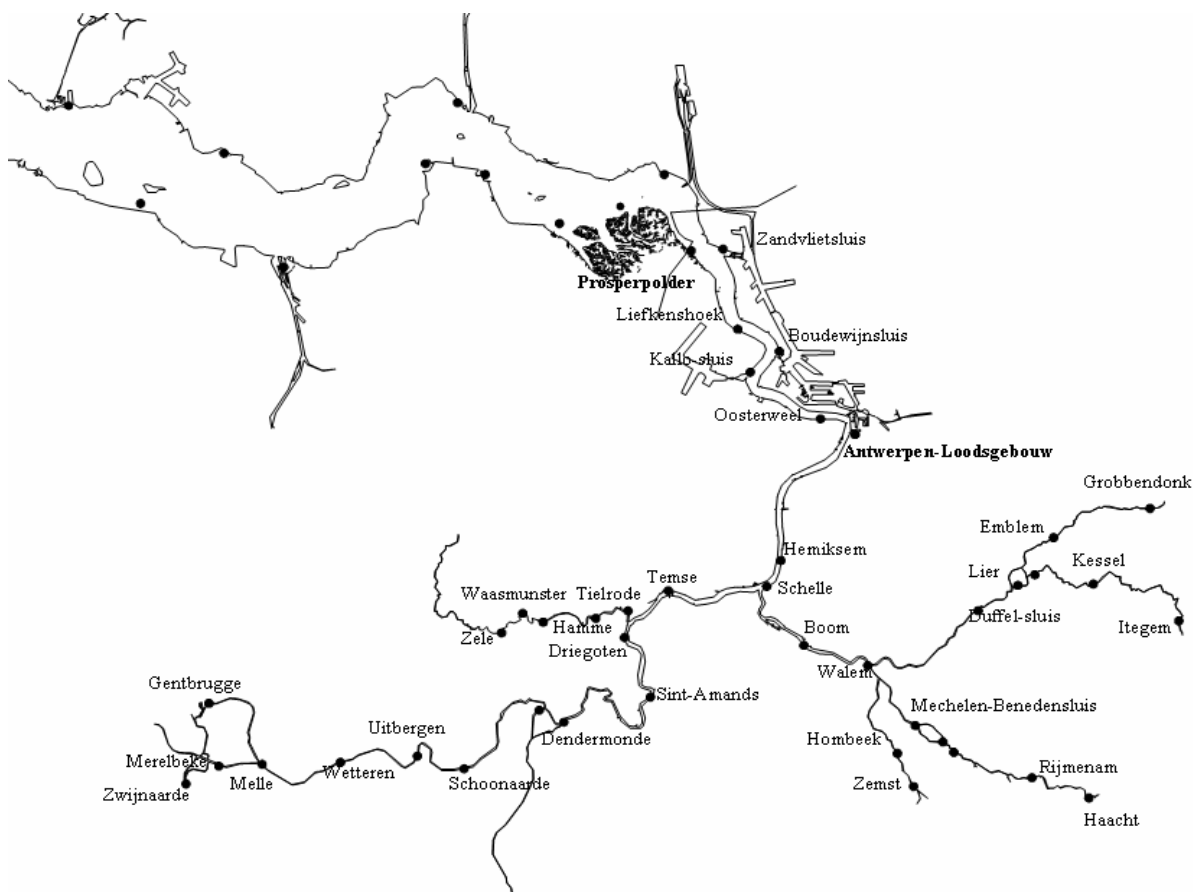 Zandvlietsluis
Prosperpolder
Liefkenshoek
Boudewijnsluis
Kallo-sluis
Oosterweel
Antwerpen-Loodsgebouw
Grobbendonk
Emblem
Hemiksem
Kessel
Lier
Temse
Schelle
Waasmunster
Tielrode
Duffel-sluis
Hamme
Boom
Itegem
Zele
Driegoten
Walem
Gentbrugge
Sint-Amands
Mechelen-Benedensluis
Uitbergen
Dendermonde
Hombeek
Merelbeke
Wetteren
Rijmenam
Melle
Schoonaarde
Zemst
Zwijnaarde
Haacht